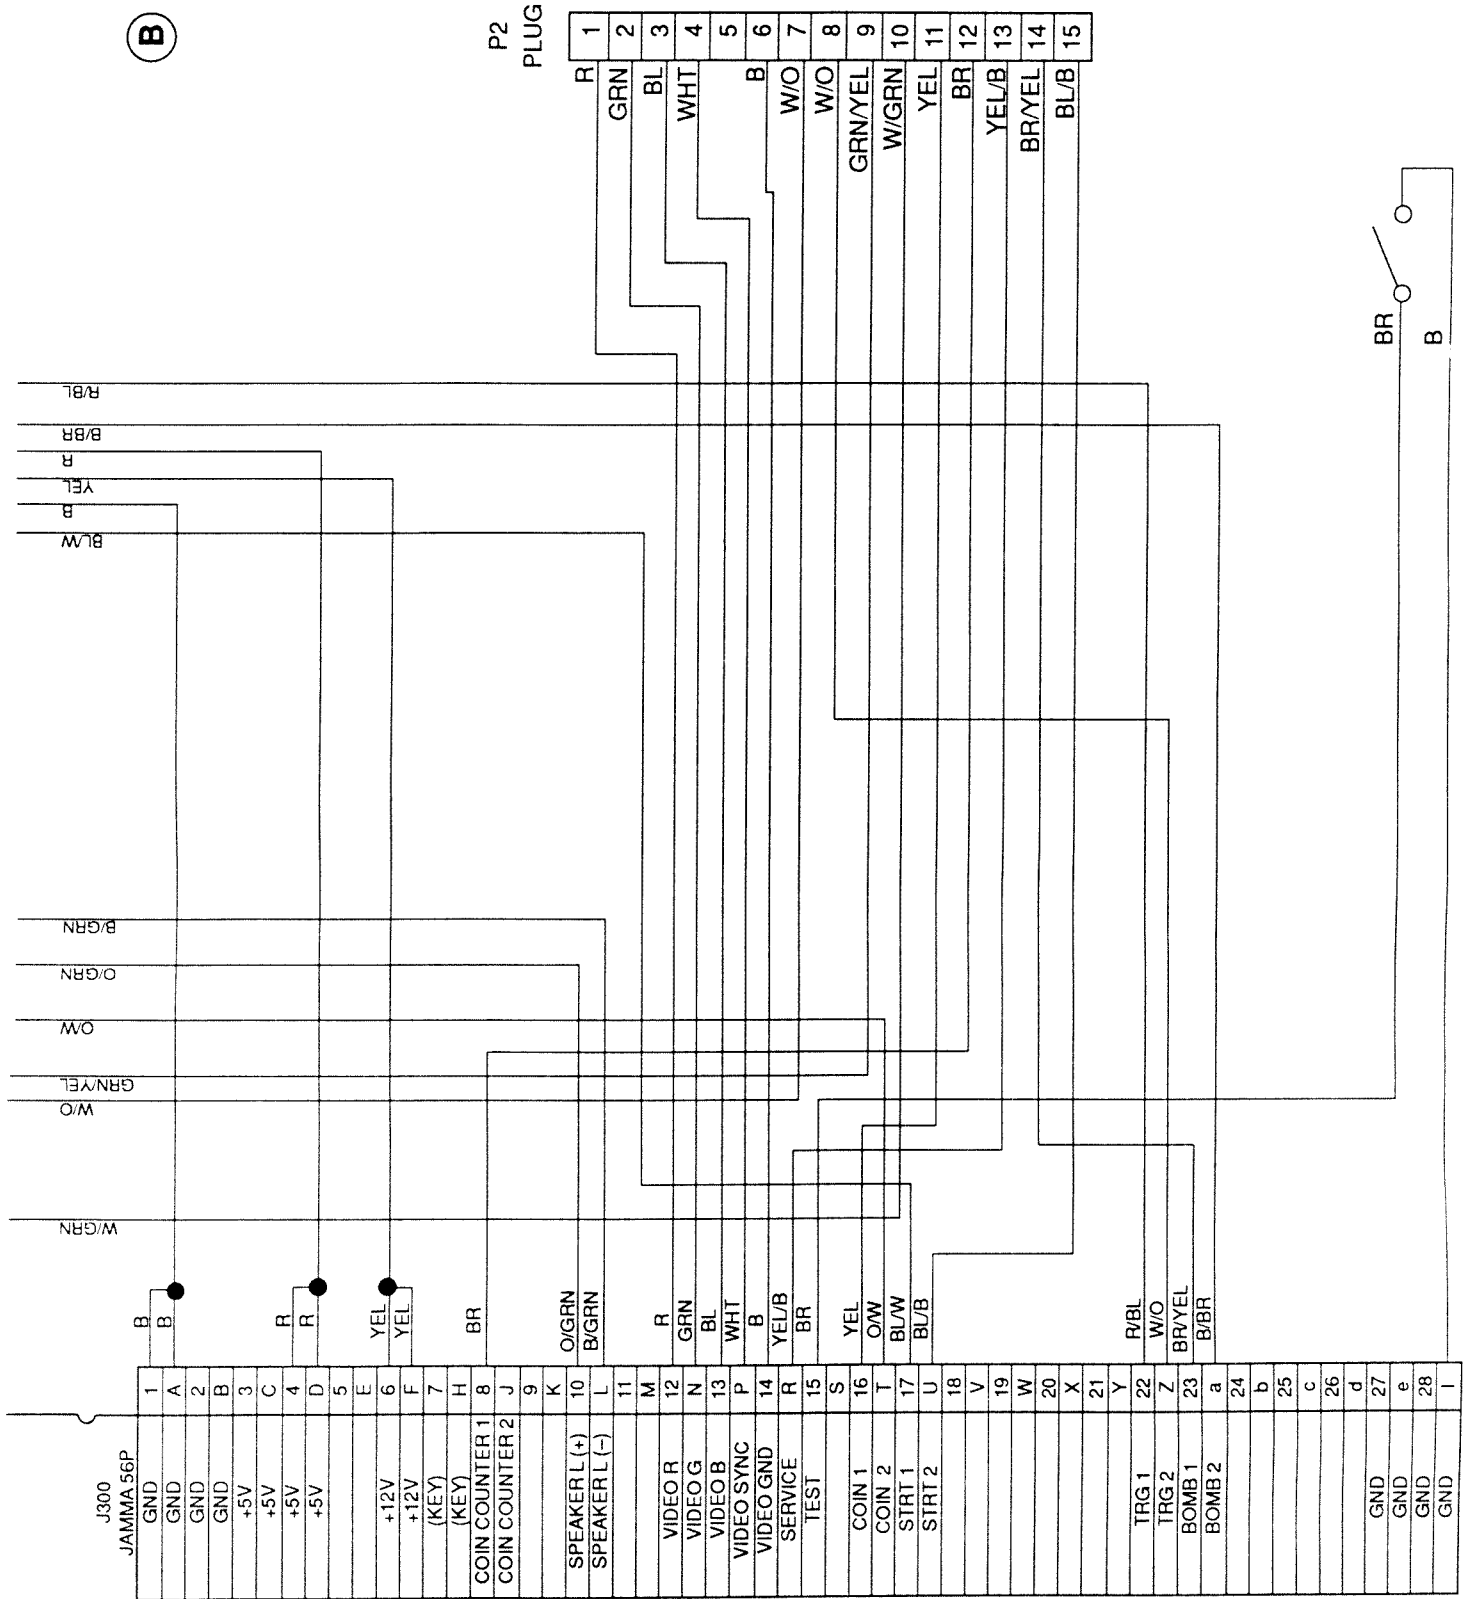 B
P2
PLUG
1
2
3
4
5
6
7
8
9
10
11
12
13
14
15
R
GRN
BL
WHT
B
W/O
W/O
GRN/YEL
W/GRN
YEL
BR
YEL/B
BR/YEL
BL/B
BR
B
R/BL
B/BR
R
YEL
B
BL/W
B/GRN
O/GRN
O/W
GRN/YEL
W/O
W/GRN
B
B
R
R
YEL
YEL
BR
O/GRN
B/GRN
R
GRN
BL
WHT
B
YEL/B
BR
YEL
O/W
BL/W
BL/B
R/BL
W/O
BR/YEL
B/BR
J300
JAMMA 56P
GND 1
GND A
GND 2
GND B
+5V 3
+5V C
+5V 4
+5V D
5
E
+12V 6
+12V F
(KEY) 7
(KEY) H
COIN COUNTER 1 8
COIN COUNTER 2 J
9
K
SPEAKER L (+) 10
SPEAKER L (−) L
11
M
VIDEO R 12
VIDEO G N
VIDEO B 13
VIDEO SYNC P
VIDEO GND 14
SERVICE R
TEST 15
S
COIN 1 16
COIN 2 T
STRT 1 17
STRT 2 U
18
V
19
W
20
X
21
Y
TRG 1 22
TRG 2 Z
BOMB 1 23
BOMB 2 a
24
b
25
c
26
d
GND 27
GND e
GND 28
GND l